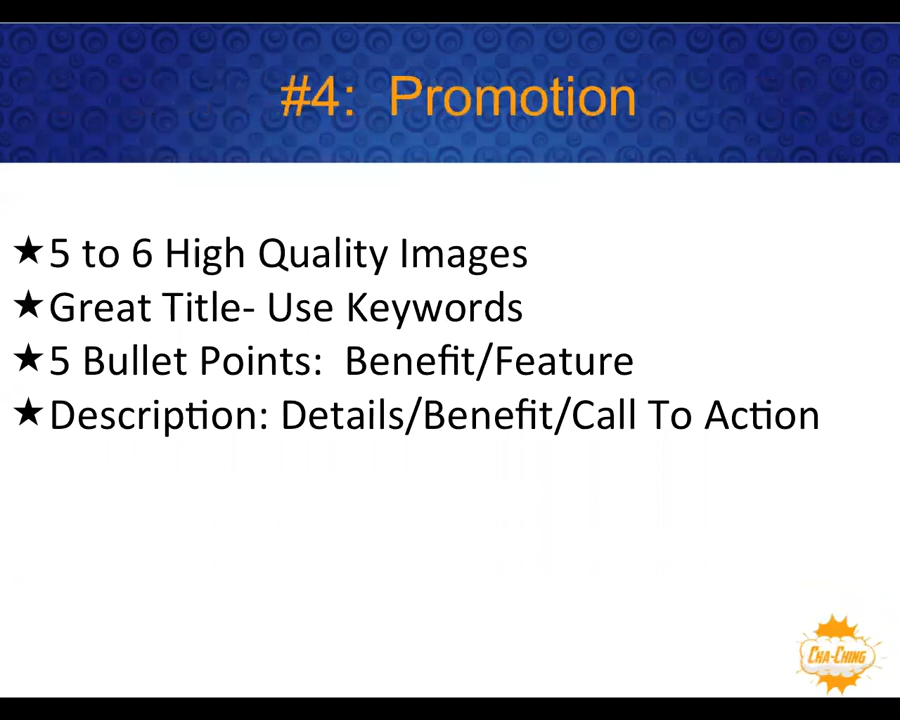 #4: Promotion
★5 to 6 High Quality Images
★Great Title- Use Keywords
★5 Bullet Points: Benefit/Feature
★Description: Details/Benefit/Call To Action
CHA-CHING